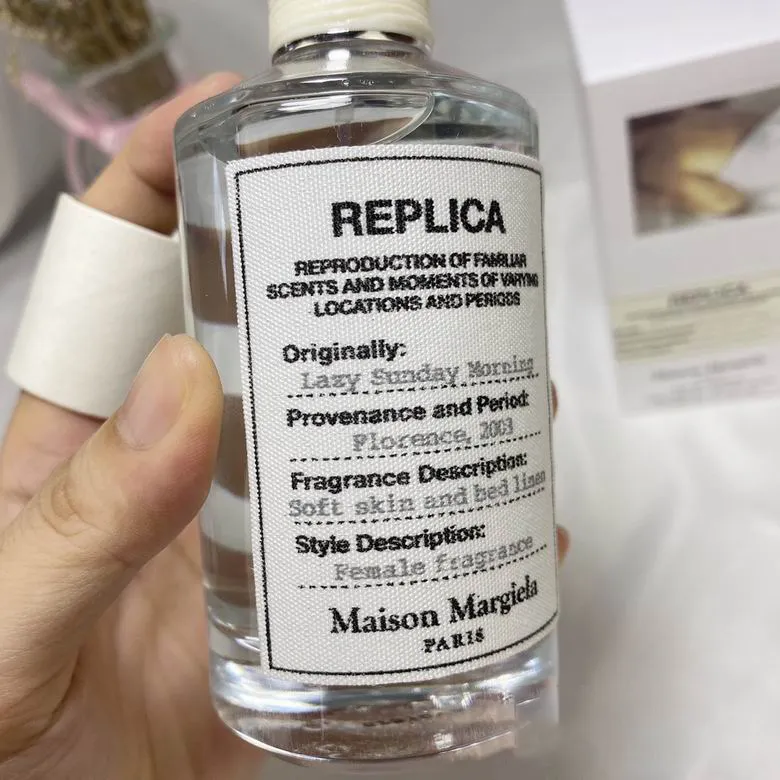 REPLICA
REPRODUCTION OF FAMILIAR
SCENTS AND MOMENTS OF VARYING
LOCATIONS AND PERIODS
Originally:
Lazy Sunday Morning
Provenance and Period:
Florence, 2003
Fragrance Description:
Soft skin and bed linen
Style Description:
Female fragrance
Maison Margiela
PARIS
REPLICA